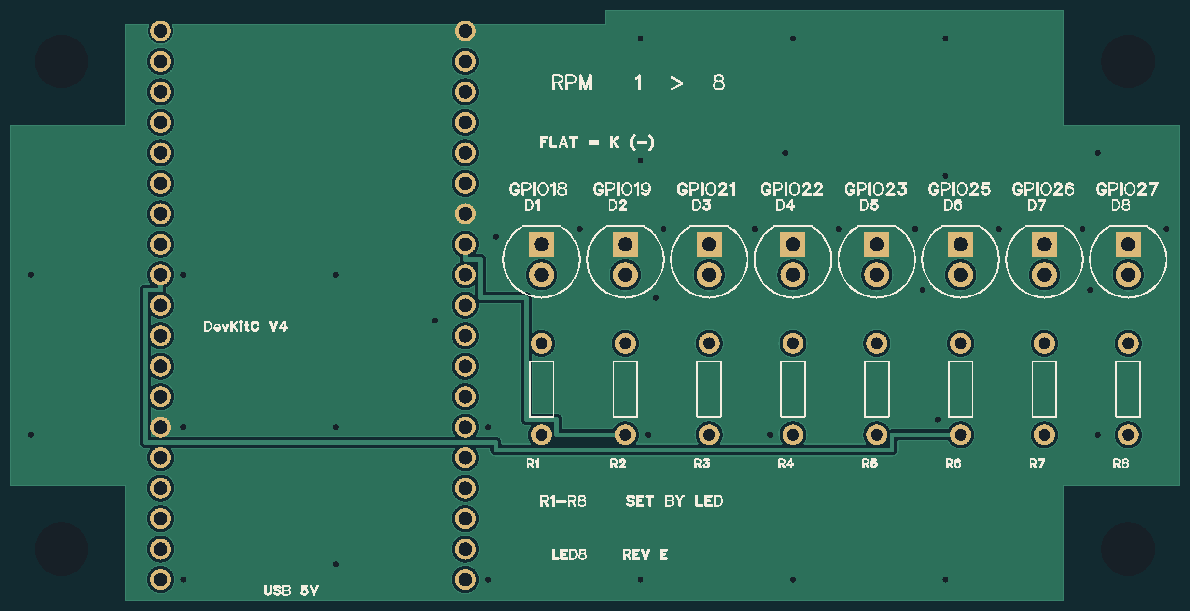 RPM 1 > 8
FLAT = K (-)
GPIO18 GPIO19 GPIO21 GPIO22 GPIO23 GPIO25 GPIO26 GPIO27
D1 D2 D3 D4 D5 D6 D7 D8
DevKitC V4
R1 R2 R3 R4 R5 R6 R7 R8
R1-R8 SET BY LED
LED8 REV E
USB 5V